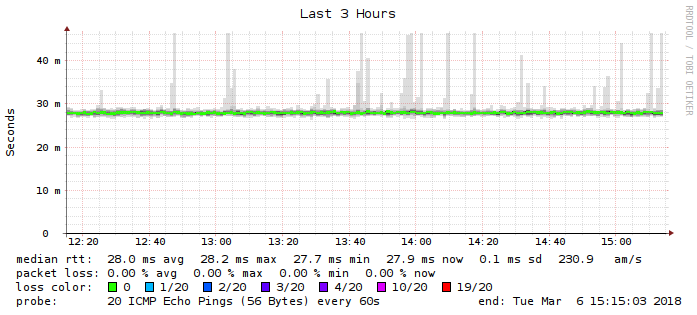 Last 3 Hours
RRDTOOL / TOBI OETIKER
Seconds
40 m
30 m
20 m
10 m
0
12:20 12:40 13:00 13:20 13:40 14:00 14:20 14:40 15:00
median rtt: 28.0 ms avg 28.2 ms max 27.7 ms min 27.9 ms now 0.1 ms sd 230.9 am/s
packet loss: 0.00 % avg 0.00 % max 0.00 % min 0.00 % now
loss color: 0 1/20 2/20 3/20 4/20 10/20 19/20
probe: 20 ICMP Echo Pings (56 Bytes) every 60s end: Tue Mar 6 15:15:03 2018